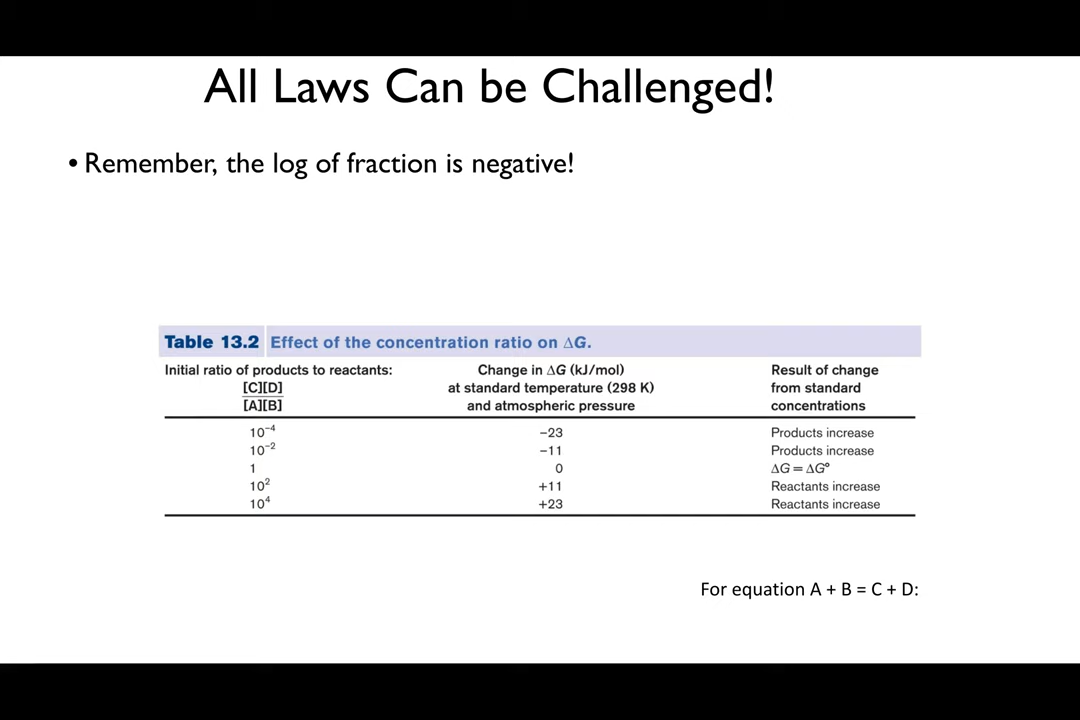 All Laws Can be Challenged!
• Remember, the log of fraction is negative!
Table 13.2 Effect of the concentration ratio on ΔG.
Initial ratio of products to reactants: Change in ΔG (kJ/mol) Result of change
[C][D] at standard temperature (298 K) from standard
[A][B] and atmospheric pressure concentrations
10⁻⁴ −23 Products increase
10⁻² −11 Products increase
1 0 ΔG = ΔG°
10² +11 Reactants increase
10⁴ +23 Reactants increase
For equation A + B = C + D: